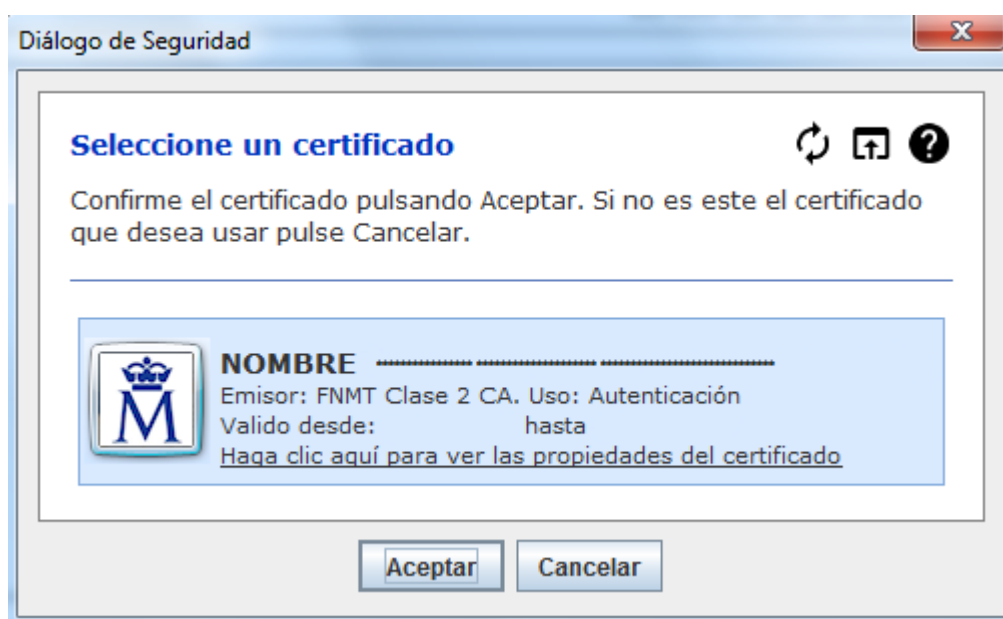 Diálogo de Seguridad
Seleccione un certificado
Confirme el certificado pulsando Aceptar. Si no es este el certificado
que desea usar pulse Cancelar.
NOMBRE
Emisor: FNMT Clase 2 CA. Uso: Autenticación
Valido desde: hasta
Haga clic aquí para ver las propiedades del certificado
Aceptar Cancelar